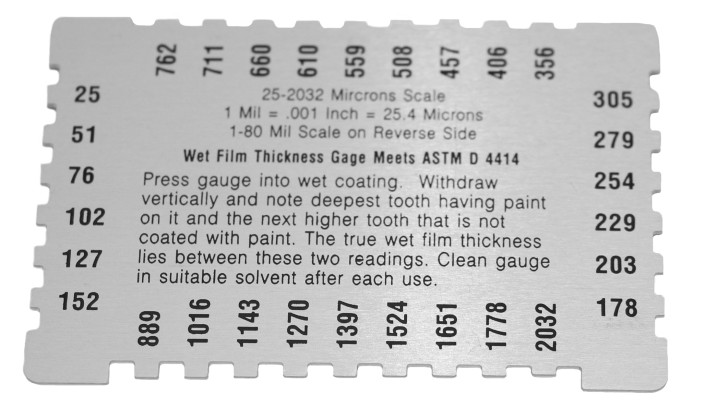 762 711 660 610 559 508 457 406 356
25
51
76
102
127
152
25-2032 Mircrons Scale
1 Mil = .001 Inch = 25.4 Microns
1-80 Mil Scale on Reverse Side
Wet Film Thickness Gage Meets ASTM D 4414
Press gauge into wet coating. Withdraw
vertically and note deepest tooth having paint
on it and the next higher tooth that is not
coated with paint. The true wet film thickness
lies between these two readings. Clean gauge
in suitable solvent after each use.
305
279
254
229
203
178
889 1016 1143 1270 1397 1524 1651 1778 2032